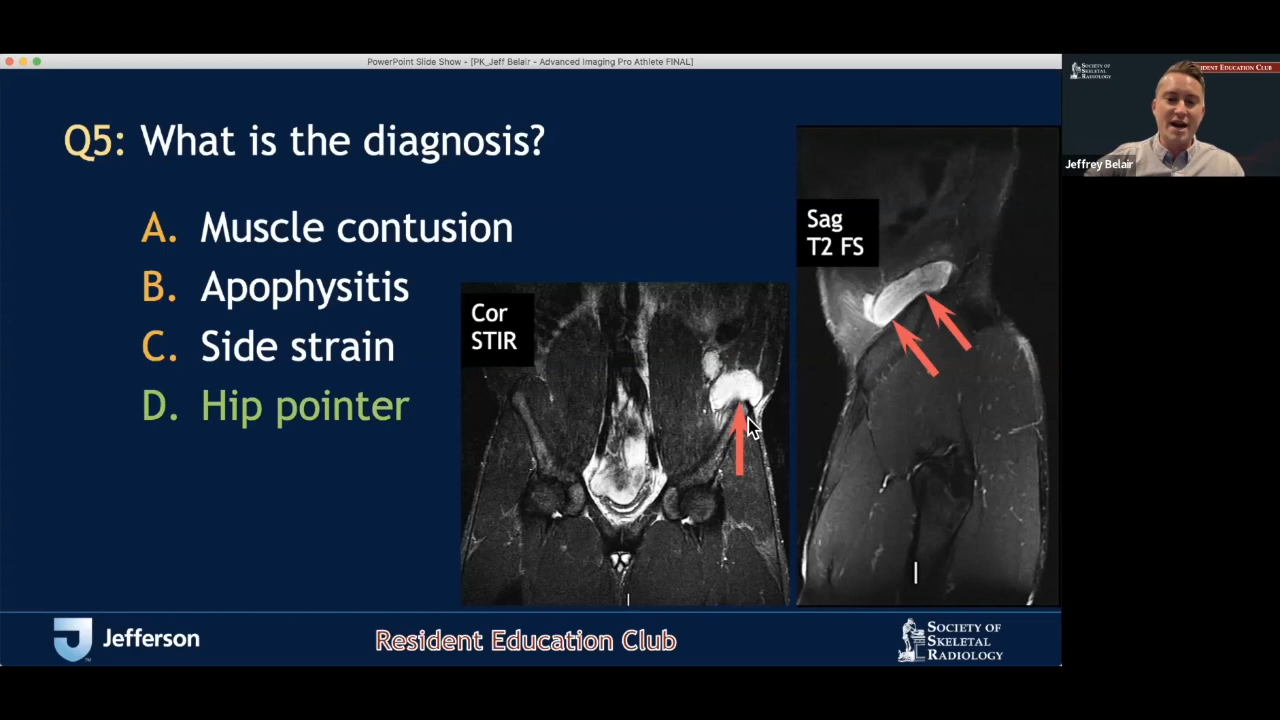 PowerPoint Slide Show - [PK_Jeff Belair - Advanced Imaging Pro Athlete FINAL]
Q5: What is the diagnosis?
A. Muscle contusion
B. Apophysitis
C. Side strain
D. Hip pointer
Cor
STIR
Sag
T2 FS
Jefferson
TM
Resident Education Club
SOCIETY OF
SKELETAL
RADIOLOGY
SOCIETY OF
SKELETAL
RADIOLOGY
IDENT EDUCATION CLUB
Jeffrey Belair